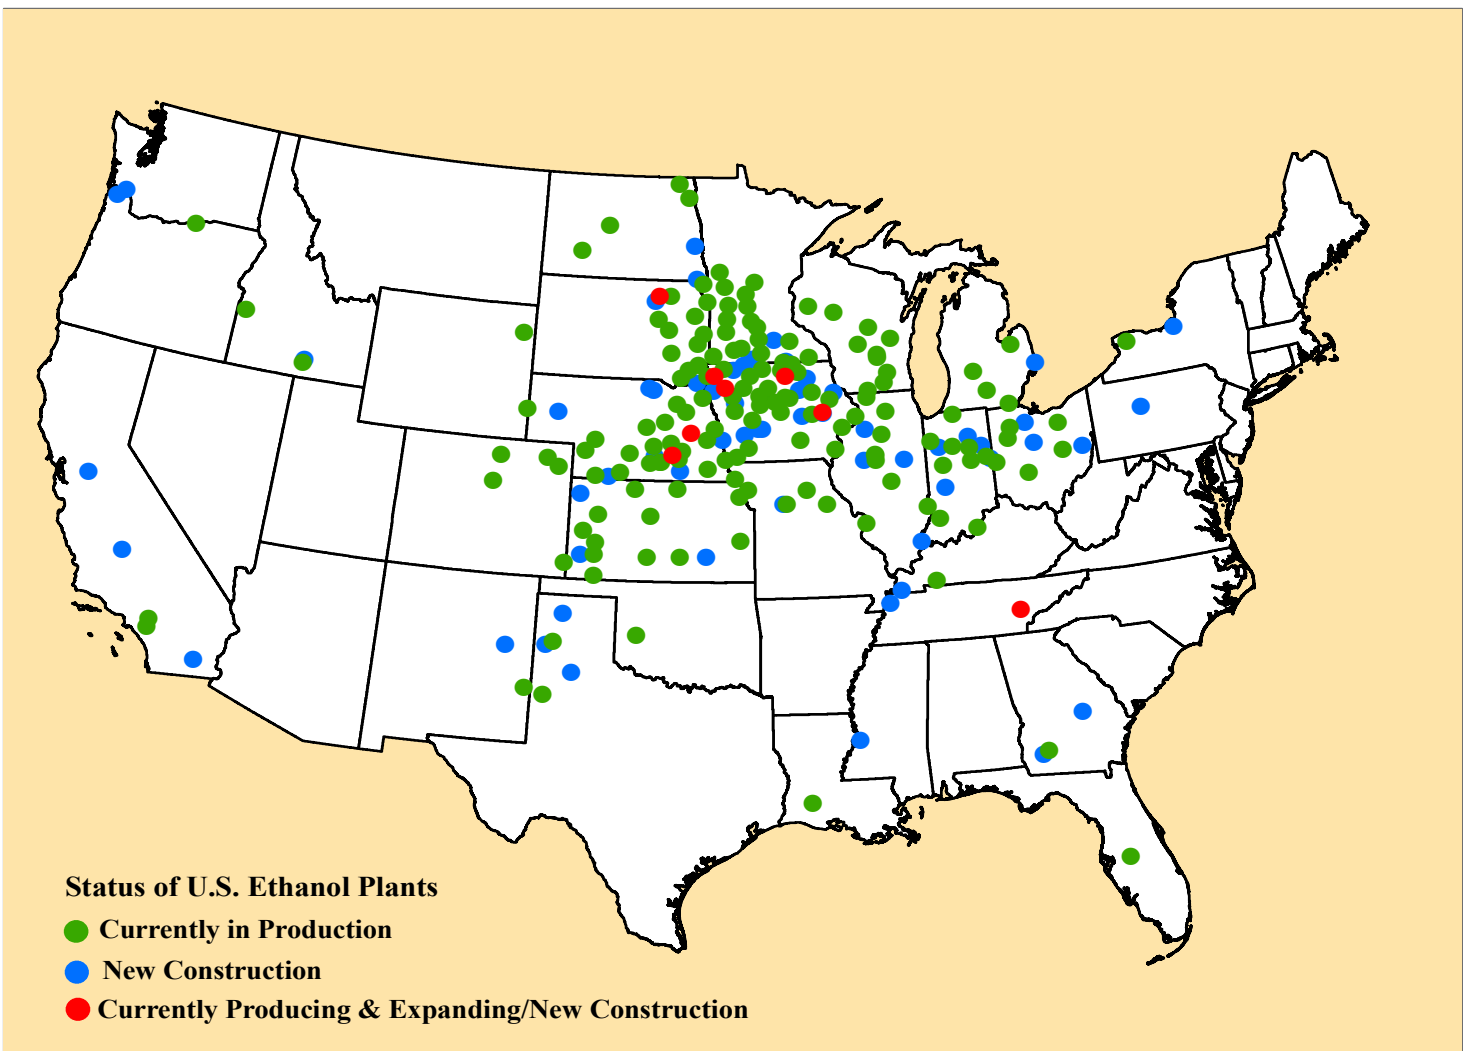 Status of U.S. Ethanol Plants
Currently in Production
New Construction
Currently Producing & Expanding/New Construction